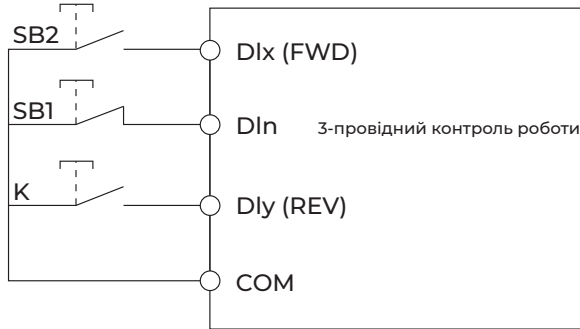 SB2
DIx (FWD)
SB1
DIn
3-провідний контроль роботи
K
DIy (REV)
COM